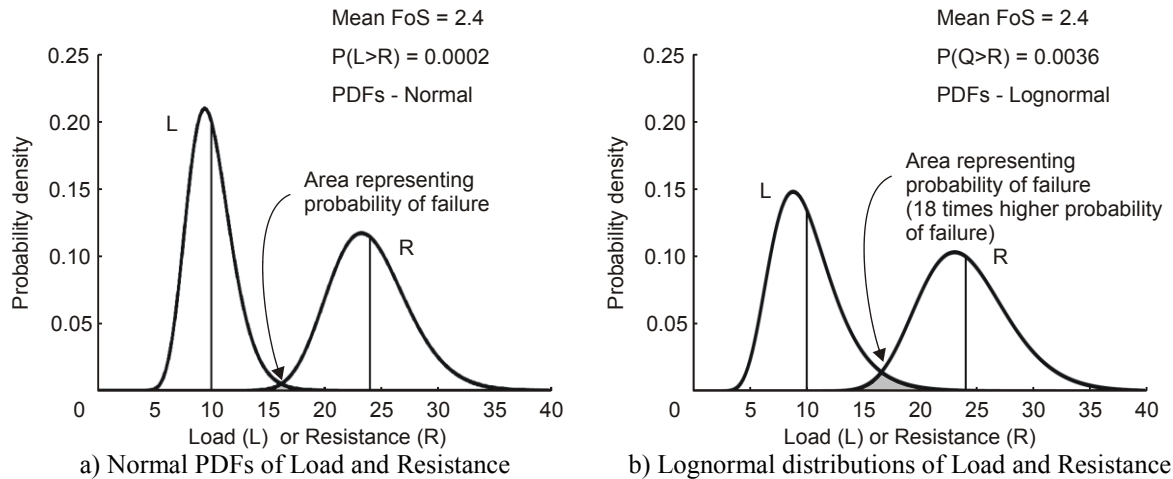 Mean FoS = 2.4
P(L>R) = 0.0002
PDFs - Normal
0.25
0.20
0.15
0.10
0.05
Probability density
L
Area representing
probability of failure
R
0 5 10 15 20 25 30 35 40
Load (L) or Resistance (R)
a) Normal PDFs of Load and Resistance
Mean FoS = 2.4
P(Q>R) = 0.0036
PDFs - Lognormal
0.25
0.20
0.15
0.10
0.05
Probability density
L
Area representing
probability of failure
(18 times higher probability
of failure)
R
0 5 10 15 20 25 30 35 40
Load (L) or Resistance (R)
b) Lognormal distributions of Load and Resistance